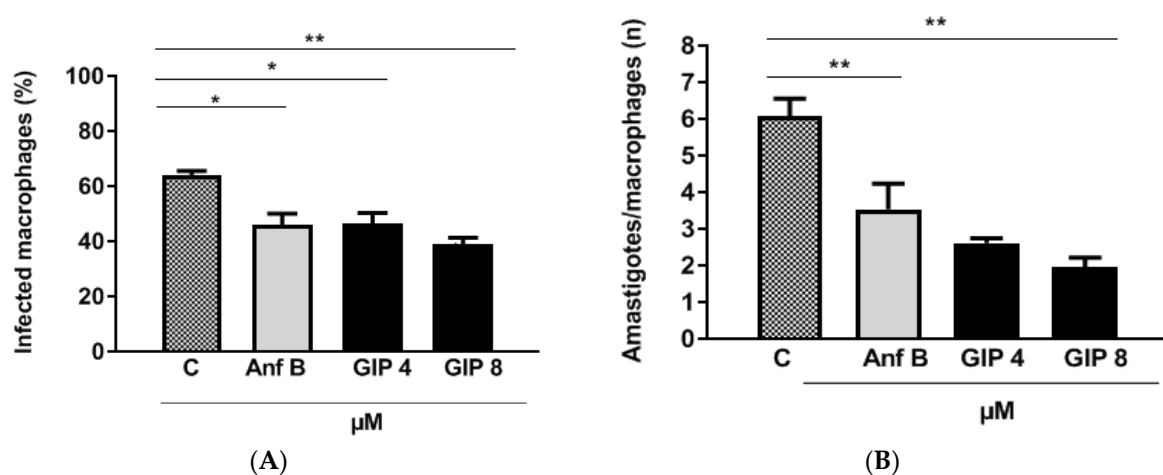 **
*
*
Infected macrophages (%)
100
80
60
40
20
0
C Anf B GIP 4 GIP 8
µM
(A)
**
**
Amastigotes/macrophages (n)
8
7
6
5
4
3
2
1
0
C Anf B GIP 4 GIP 8
µM
(B)